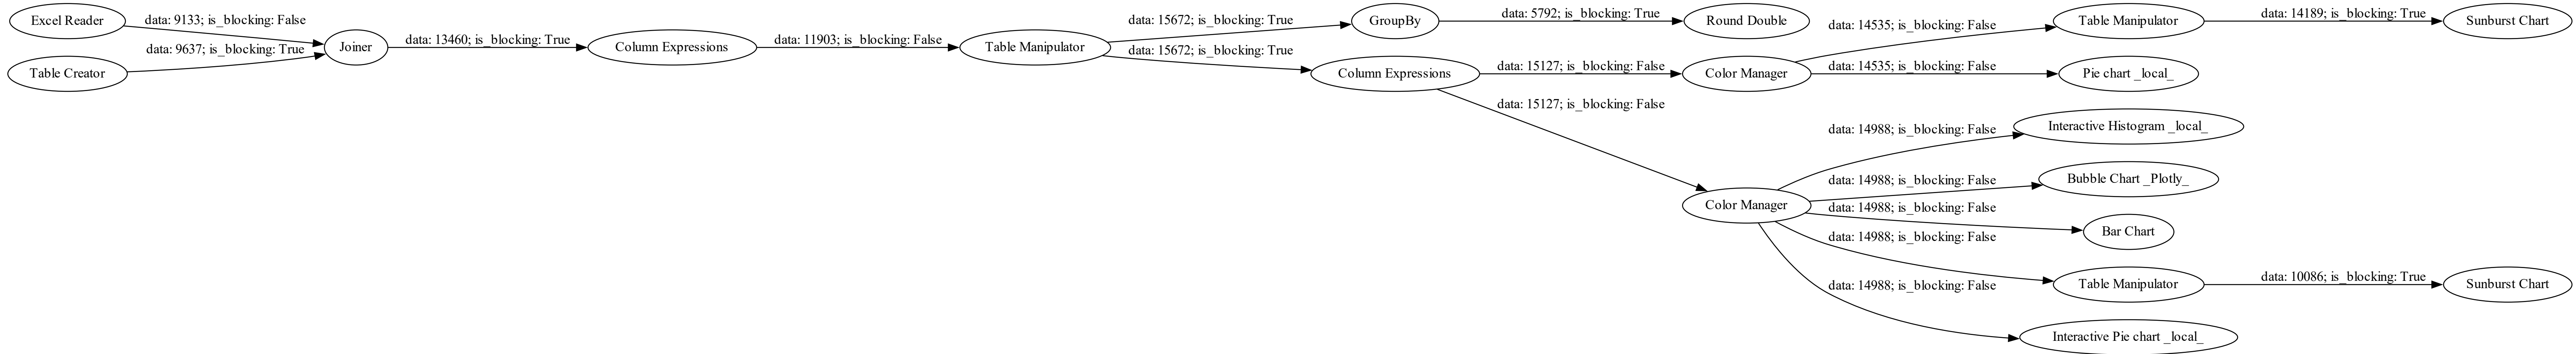 Excel Reader
data: 9133; is_blocking: False
Table Creator
data: 9637; is_blocking: True
Joiner
data: 13460; is_blocking: True
Column Expressions
data: 11903; is_blocking: False
Table Manipulator
data: 15672; is_blocking: True
data: 15672; is_blocking: True
GroupBy
data: 5792; is_blocking: True
Round Double
Column Expressions
data: 15127; is_blocking: False
data: 15127; is_blocking: False
Color Manager
data: 14535; is_blocking: False
data: 14535; is_blocking: False
Table Manipulator
data: 14189; is_blocking: True
Sunburst Chart
Pie chart _local_
Color Manager
data: 14988; is_blocking: False
data: 14988; is_blocking: False
data: 14988; is_blocking: False
data: 14988; is_blocking: False
data: 14988; is_blocking: False
Interactive Histogram _local_
Bubble Chart _Plotly_
Bar Chart
Table Manipulator
data: 10086; is_blocking: True
Sunburst Chart
Interactive Pie chart _local_